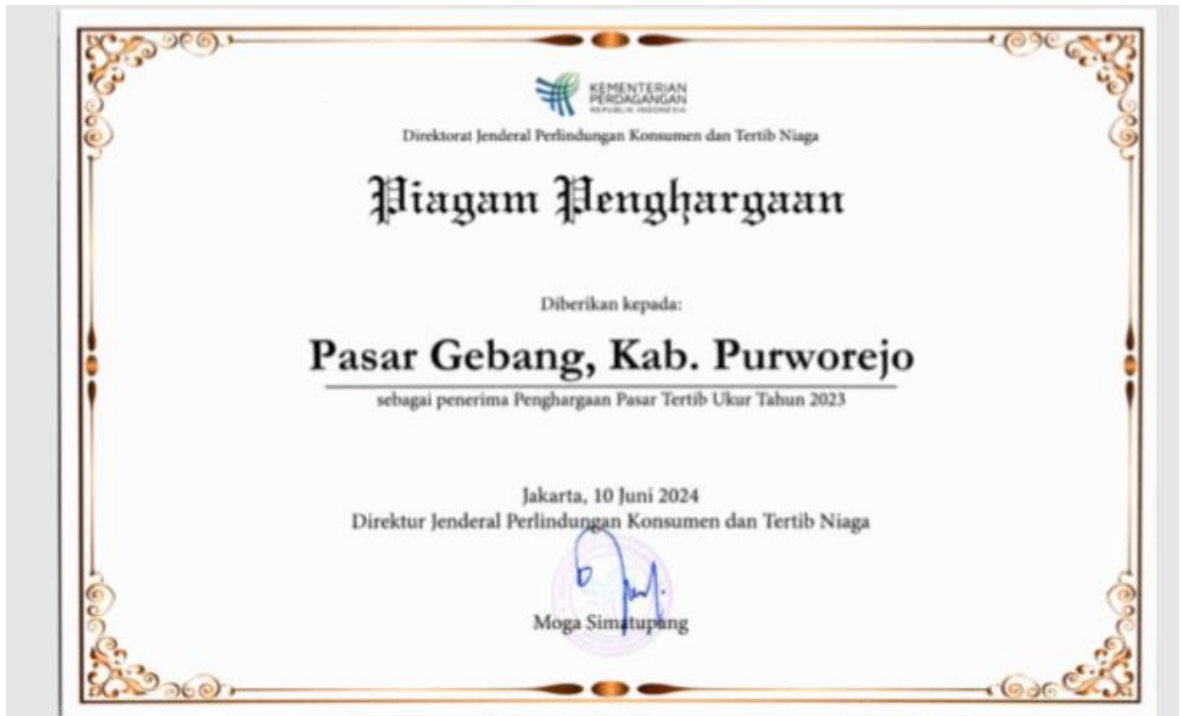 KEMENTERIAN
PERDAGANGAN
REPUBLIK INDONESIA
Direktorat Jenderal Perlindungan Konsumen dan Tertib Niaga
Piagam Penghargaan
Diberikan kepada:
Pasar Gebang, Kab. Purworejo
sebagai penerima Penghargaan Pasar Tertib Ukur Tahun 2023
Jakarta, 10 Juni 2024
Direktur Jenderal Perlindungan Konsumen dan Tertib Niaga
Moga Simatupang